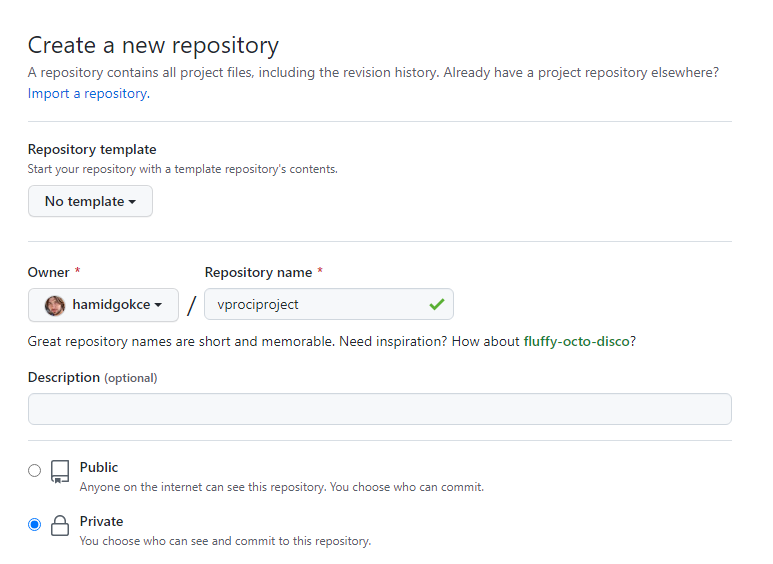 Create a new repository
A repository contains all project files, including the revision history. Already have a project repository elsewhere?
Import a repository.
Repository template
Start your repository with a template repository's contents.
No template
Owner *
Repository name *
hamidgokce
/
vprociproject
Great repository names are short and memorable. Need inspiration? How about fluffy-octo-disco?
Description (optional)
Public
Anyone on the internet can see this repository. You choose who can commit.
Private
You choose who can see and commit to this repository.